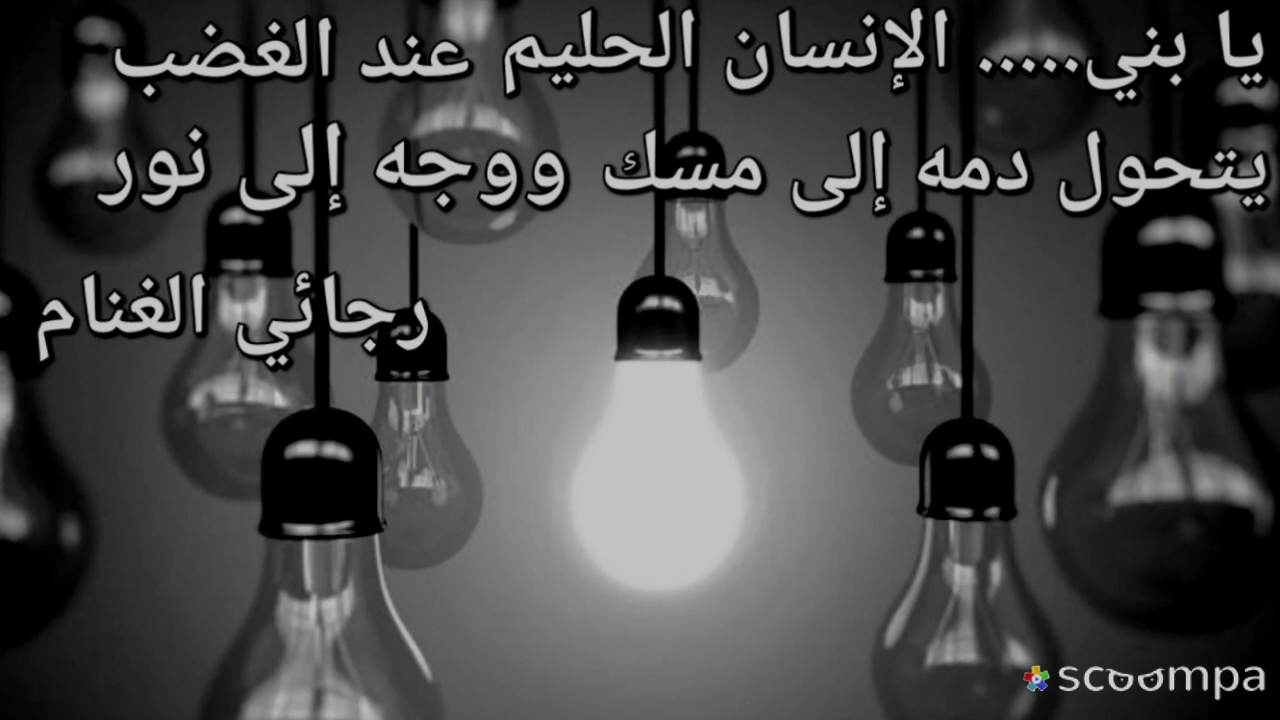 يا بني..... الإنسان الحليم عند الغضب
يتحول دمه إلى مسك ووجه إلى نور
رجائي الغنام
scoompa